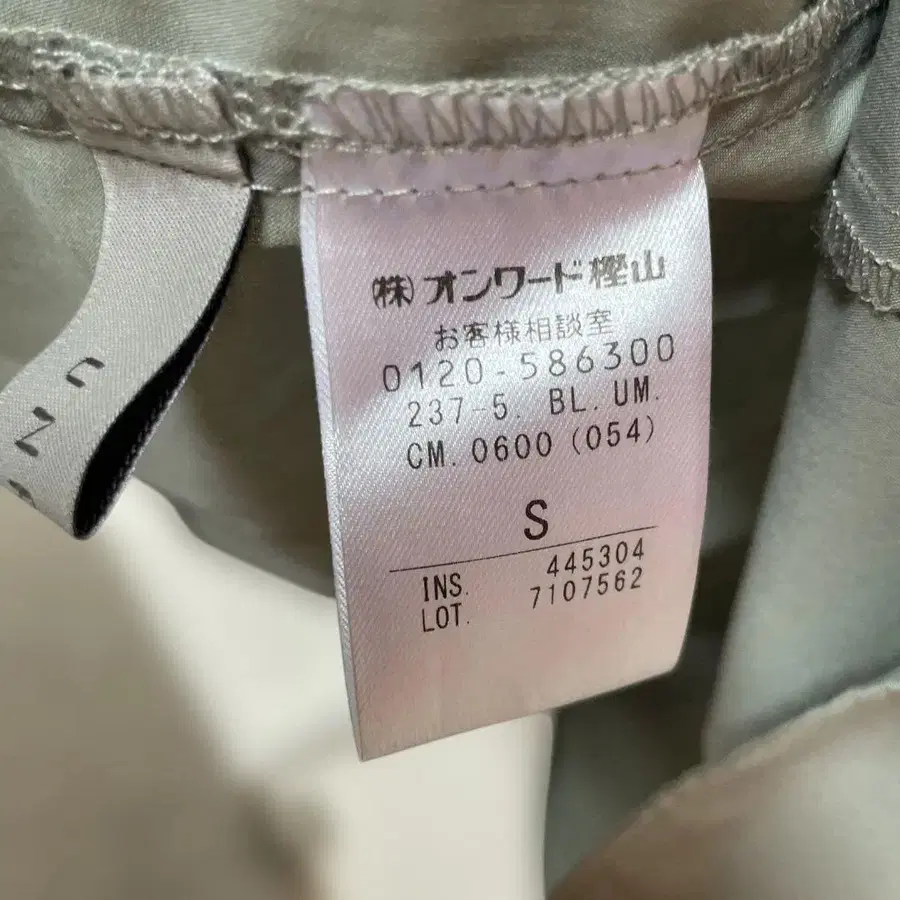 (株)オンワード樫山
お客様相談室
0120-586300
237-5. BL. UM.
CM. 0600 (054)
S
INS. 445304
LOT. 7107562